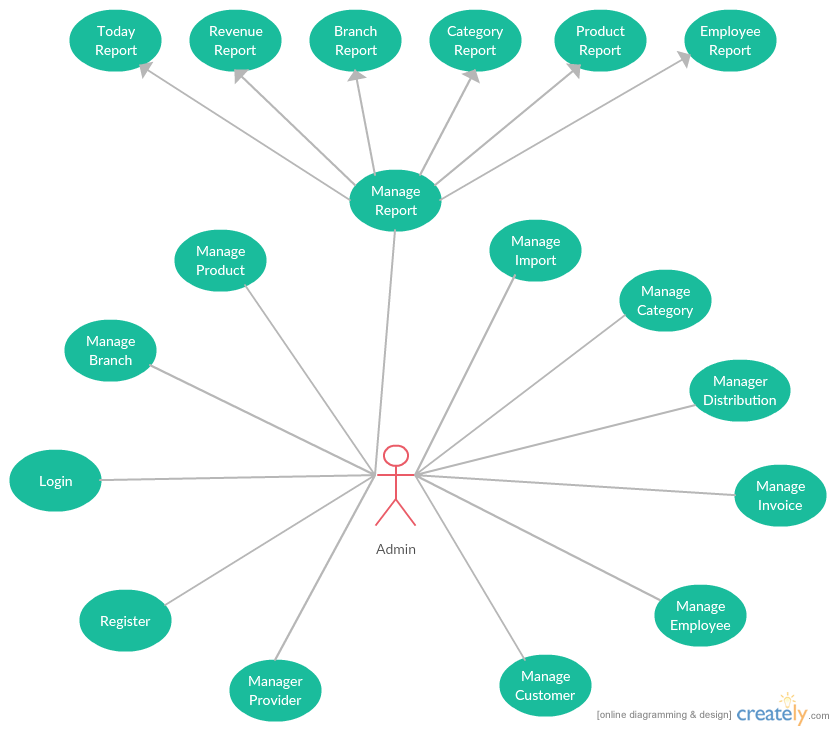 Today
Report
Revenue
Report
Branch
Report
Category
Report
Product
Report
Employee
Report
Manage
Report
Manage
Product
Manage
Import
Manage
Category
Manage
Branch
Manager
Distribution
Login
Manage
Invoice
Admin
Register
Manage
Employee
Manager
Provider
Manage
Customer
[online diagramming & design] creately.com